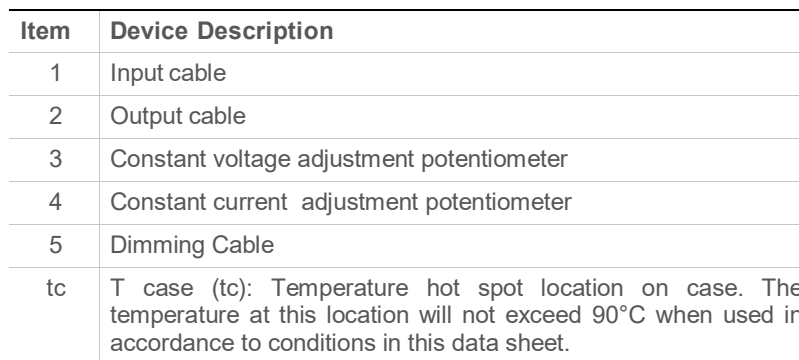 Item Device Description
1 Input cable
2 Output cable
3 Constant voltage adjustment potentiometer
4 Constant current adjustment potentiometer
5 Dimming Cable
tc T case (tc): Temperature hot spot location on case. The
temperature at this location will not exceed 90°C when used in
accordance to conditions in this data sheet.